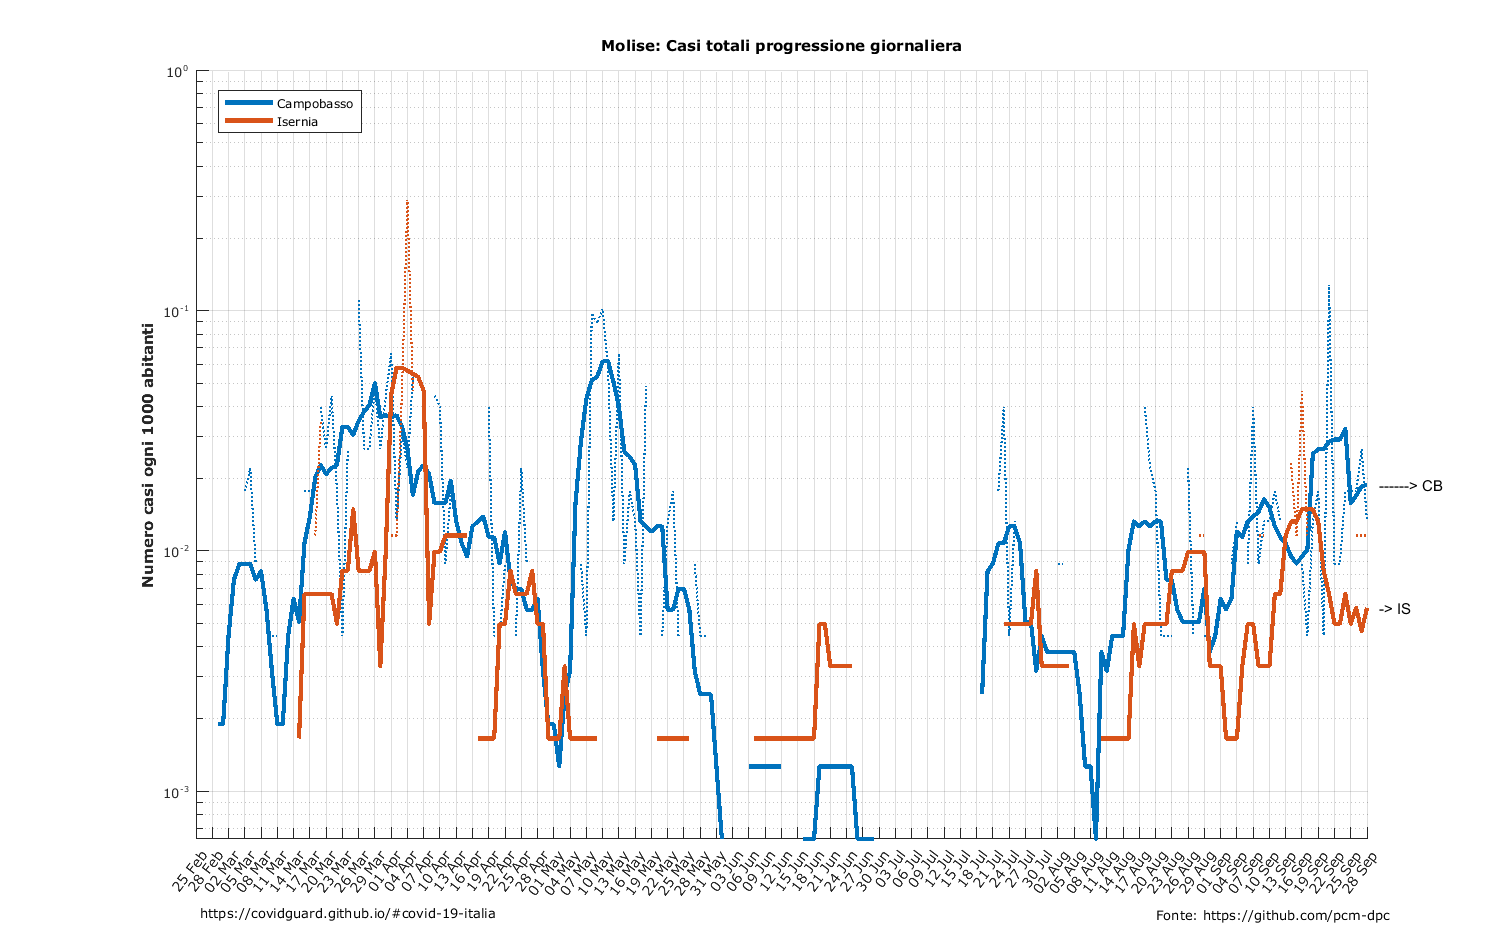 Molise: Casi totali progressione giornaliera
10^0
Campobasso
Isernia
10^-1
10^-2
10^-3
Numero casi ogni 1000 abitanti
------> CB
-> IS
25 Feb
28 Feb
02 Mar
05 Mar
08 Mar
11 Mar
14 Mar
17 Mar
20 Mar
23 Mar
26 Mar
29 Mar
01 Apr
04 Apr
07 Apr
10 Apr
13 Apr
16 Apr
19 Apr
22 Apr
25 Apr
28 Apr
01 May
04 May
07 May
10 May
13 May
16 May
19 May
22 May
25 May
28 May
31 May
03 Jun
06 Jun
09 Jun
12 Jun
15 Jun
18 Jun
21 Jun
24 Jun
27 Jun
30 Jun
03 Jul
06 Jul
09 Jul
12 Jul
15 Jul
18 Jul
21 Jul
24 Jul
27 Jul
30 Jul
02 Aug
05 Aug
08 Aug
11 Aug
14 Aug
17 Aug
20 Aug
23 Aug
26 Aug
29 Aug
01 Sep
04 Sep
07 Sep
10 Sep
13 Sep
16 Sep
19 Sep
22 Sep
25 Sep
28 Sep
https://covidguard.github.io/#covid-19-italia
Fonte: https://github.com/pcm-dpc